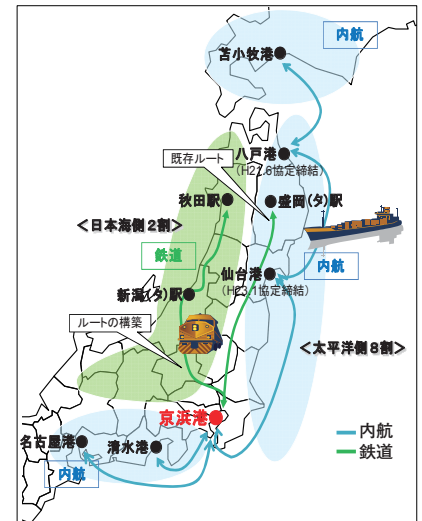 内航
苫小牧港
既存ルート
八戸港
(H21.6協定締結)
秋田駅
盛岡(タ)駅
＜日本海側2割＞
鉄道
仙台港
内航
(H23.1協定締結)
新潟(タ)駅
ルートの構築
＜太平洋側8割＞
京浜港
名古屋港
清水港
内航
内航
鉄道